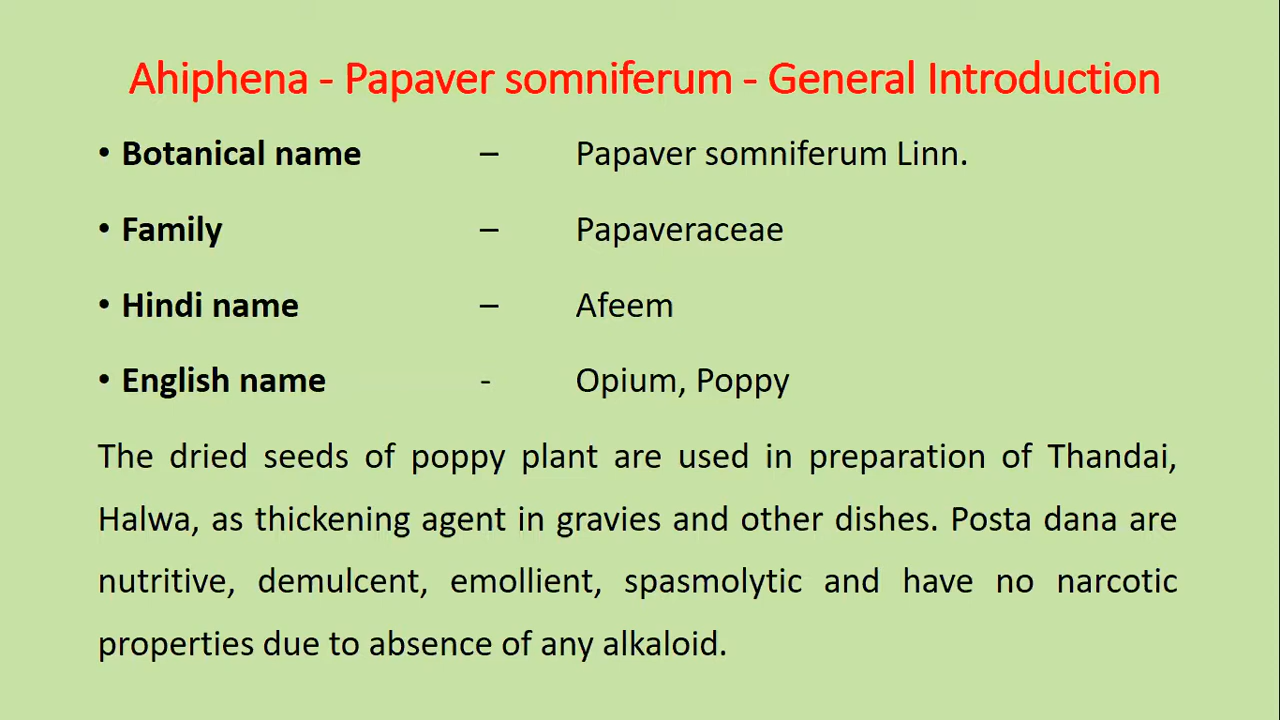 Ahiphena - Papaver somniferum - General Introduction
• Botanical name – Papaver somniferum Linn.
• Family – Papaveraceae
• Hindi name – Afeem
• English name - Opium, Poppy
The dried seeds of poppy plant are used in preparation of Thandai,
Halwa, as thickening agent in gravies and other dishes. Posta dana are
nutritive, demulcent, emollient, spasmolytic and have no narcotic
properties due to absence of any alkaloid.